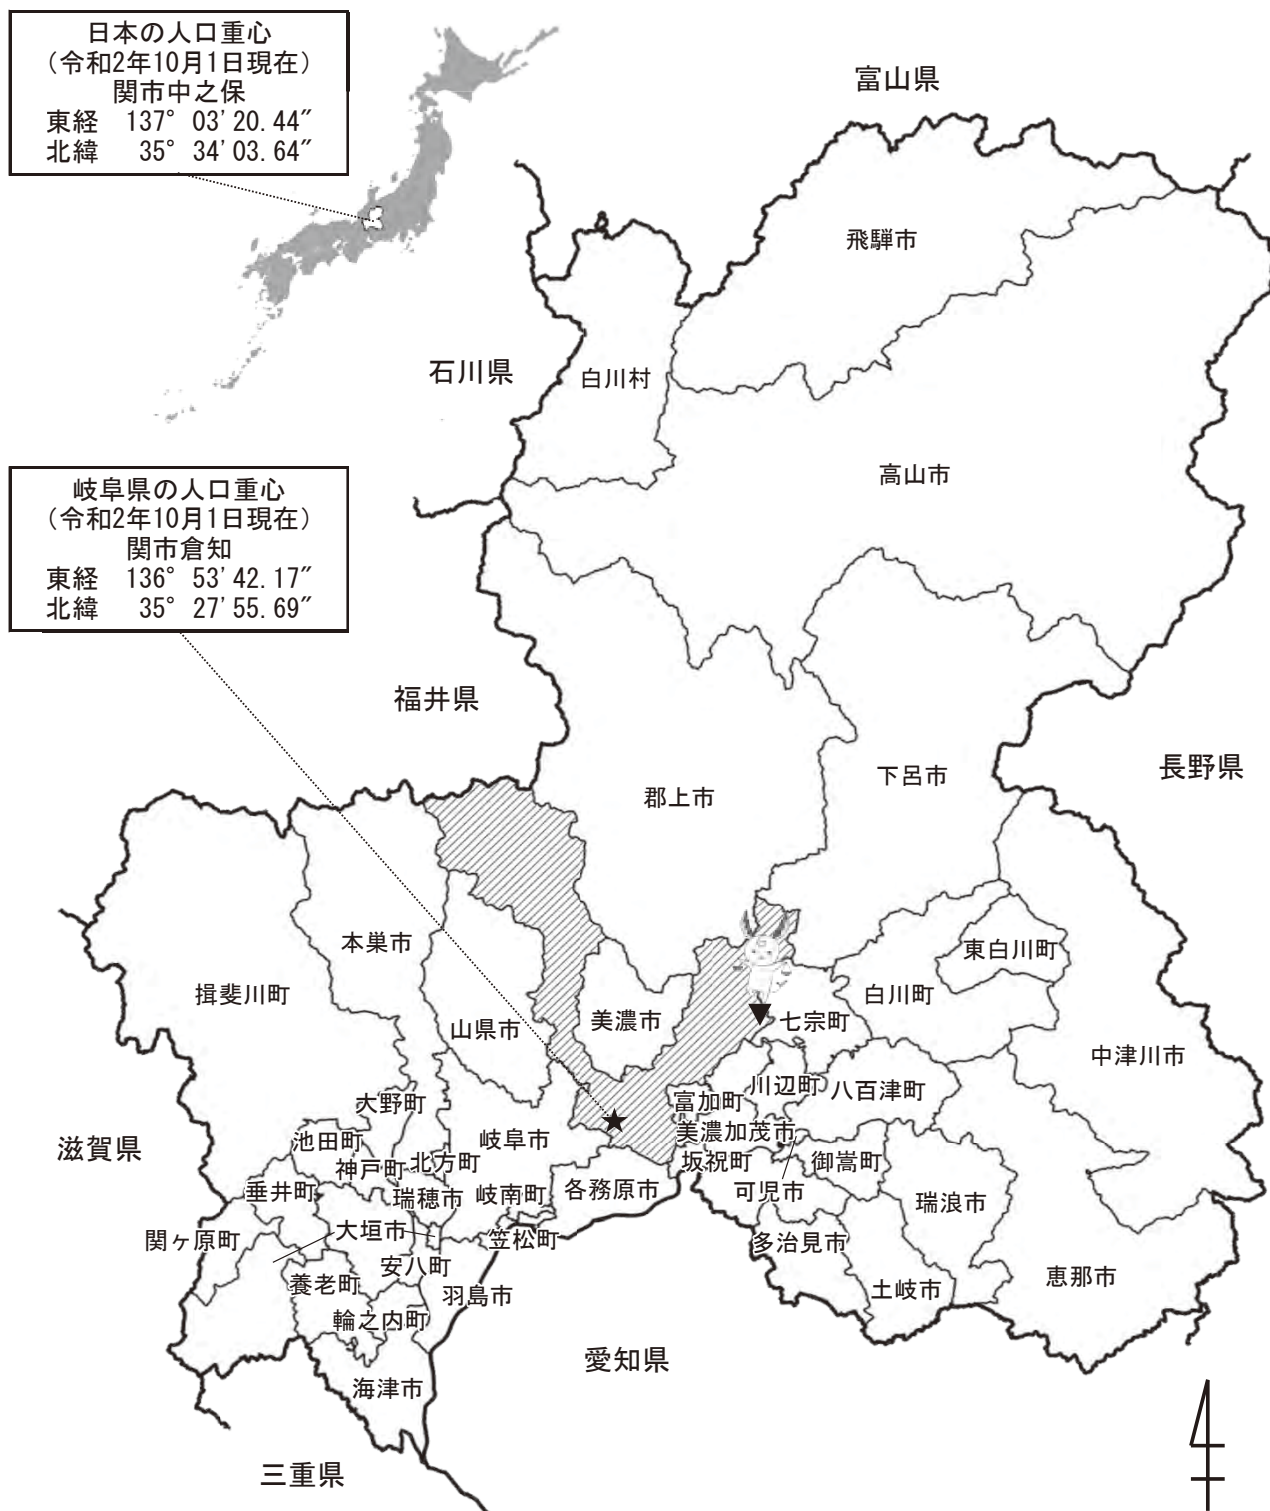 日本の人口重心
（令和2年10月1日現在）
関市中之保
東経 137° 03′20.44″
北緯 35° 34′03.64″
富山県
飛騨市
石川県
白川村
高山市
岐阜県の人口重心
（令和2年10月1日現在）
関市倉知
東経 136° 53′42.17″
北緯 35° 27′55.69″
福井県
長野県
下呂市
郡上市
本巣市
東白川町
揖斐川町
白川町
美濃市
七宗町
山県市
中津川市
川辺町
八百津町
大野町
富加町
美濃加茂市
滋賀県
池田町
岐阜市
神戸町
北方町
坂祝町
御嵩町
垂井町
瑞穂市
岐南町
各務原市
可児市
瑞浪市
関ヶ原町
大垣市
笠松町
多治見市
安八町
養老町
羽島市
土岐市
恵那市
輪之内町
愛知県
海津市
三重県